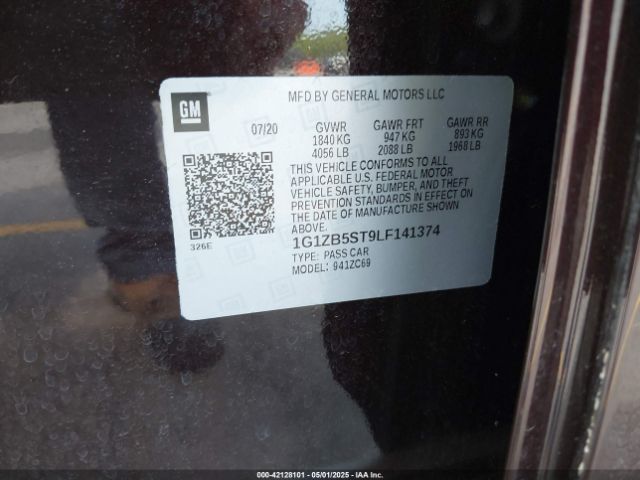 GM
MFD BY GENERAL MOTORS LLC
07/20 GVWR GAWR FRT GAWR RR
1840 KG 947 KG 893 KG
4056 LB 2088 LB 1968 LB
THIS VEHICLE CONFORMS TO ALL
APPLICABLE U.S. FEDERAL MOTOR
VEHICLE SAFETY, BUMPER, AND THEFT
PREVENTION STANDARDS IN EFFECT ON
THE DATE OF MANUFACTURE SHOWN
ABOVE.
326E
1G1ZB5ST9LF141374
TYPE: PASS CAR
MODEL: 941ZC69
000-42128101 - 05/01/2025 - IAAI, Inc.